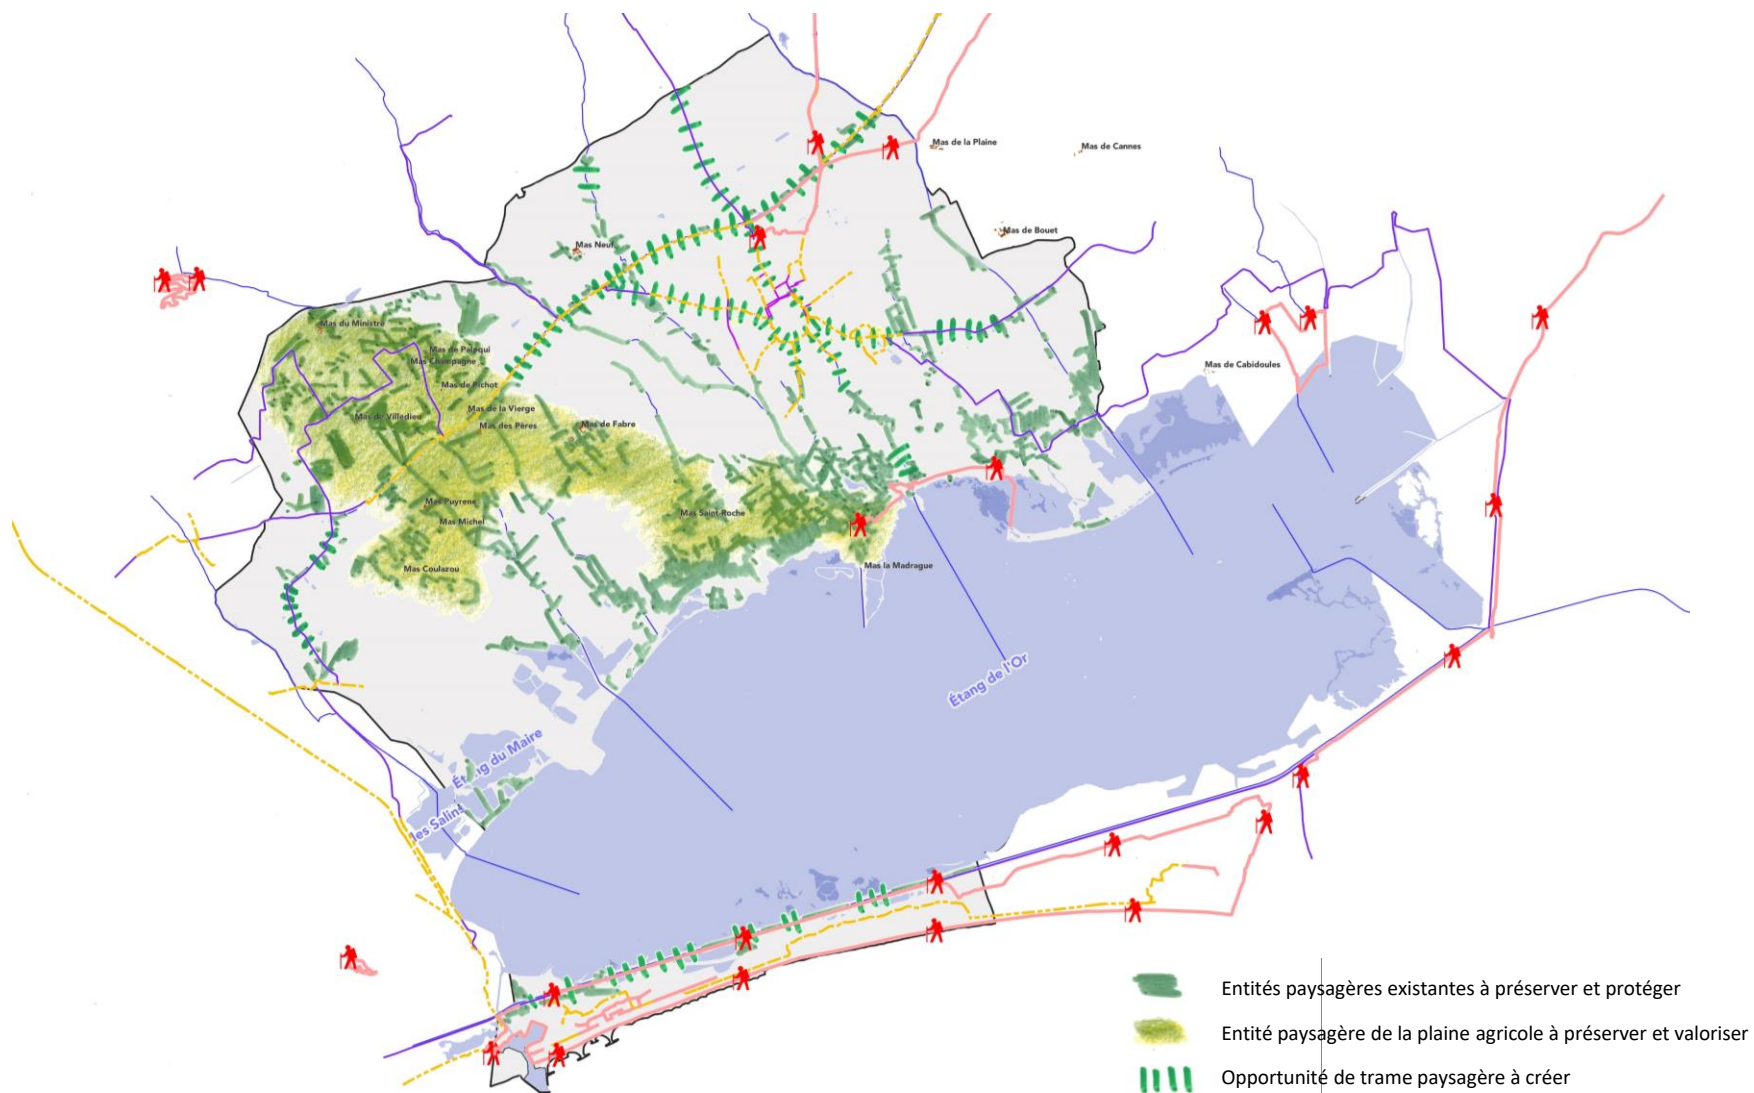 Mas de la Plaine
Mas de Cannes
Mas de Bouet
Mas Neuf
Mas du Ministre
Mas de Paléqui
Mas Champagne
Mas de Cabidoules
Mas de Pichot
Mas de la Vierge
Mas de Villedieu
Mas des Pères
Mas de Fabre
Mas Puyrene
Mas Saint-Roche
Mas Michel
Mas Coulazou
Mas la Madrague
Étang de l'Or
Étang du Maire
les Salins
Entités paysagères existantes à préserver et protéger
Entité paysagère de la plaine agricole à préserver et valoriser
Opportunité de trame paysagère à créer